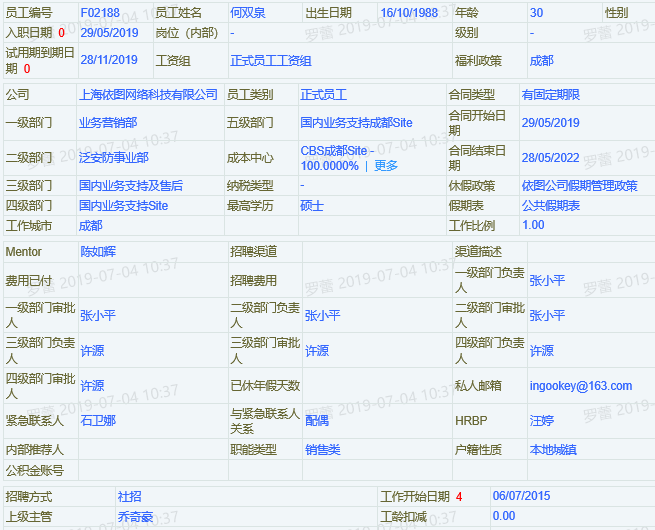 员工编号 F02188 员工姓名 何双泉 出生日期 16/10/1988 年龄 30 性别
入职日期 0 29/05/2019 岗位（内部） - 级别 -
试用期到期日期 0 28/11/2019 工资组 正式员工工资组 福利政策 成都
公司 上海依图网络科技有限公司 员工类别 正式员工 合同类型 有固定期限
一级部门 业务营销部 五级部门 国内业务支持成都Site 合同开始日期 29/05/2019
二级部门 泛安防事业部 成本中心 CBS成都Site - 100.0000% | 更多 合同结束日期 28/05/2022
三级部门 国内业务支持及售后 纳税类型 - 休假政策 依图公司假期管理政策
四级部门 国内业务支持Site 最高学历 硕士 假期表 公共假期表
工作城市 成都 工作比例 1.00
Mentor 陈如辉 招聘渠道 渠道描述
费用已付 招聘费用 一级部门负责人 张小平
一级部门审批人 张小平 二级部门负责人 张小平 二级部门审批人 张小平
三级部门负责人 许源 三级部门审批人 许源 四级部门负责人 许源
四级部门审批人 许源 已休年假天数 私人邮箱 ingookey@163.com
紧急联系人 石卫娜 与紧急联系人关系 配偶 HRBP 汪婷
内部推荐人 职能类型 销售类 户籍性质 本地城镇
公积金账号
招聘方式 社招 工作开始日期 4 06/07/2015
上级主管 乔奇豪 工龄扣减 0.00
罗蕾 2019-07-04 10:37